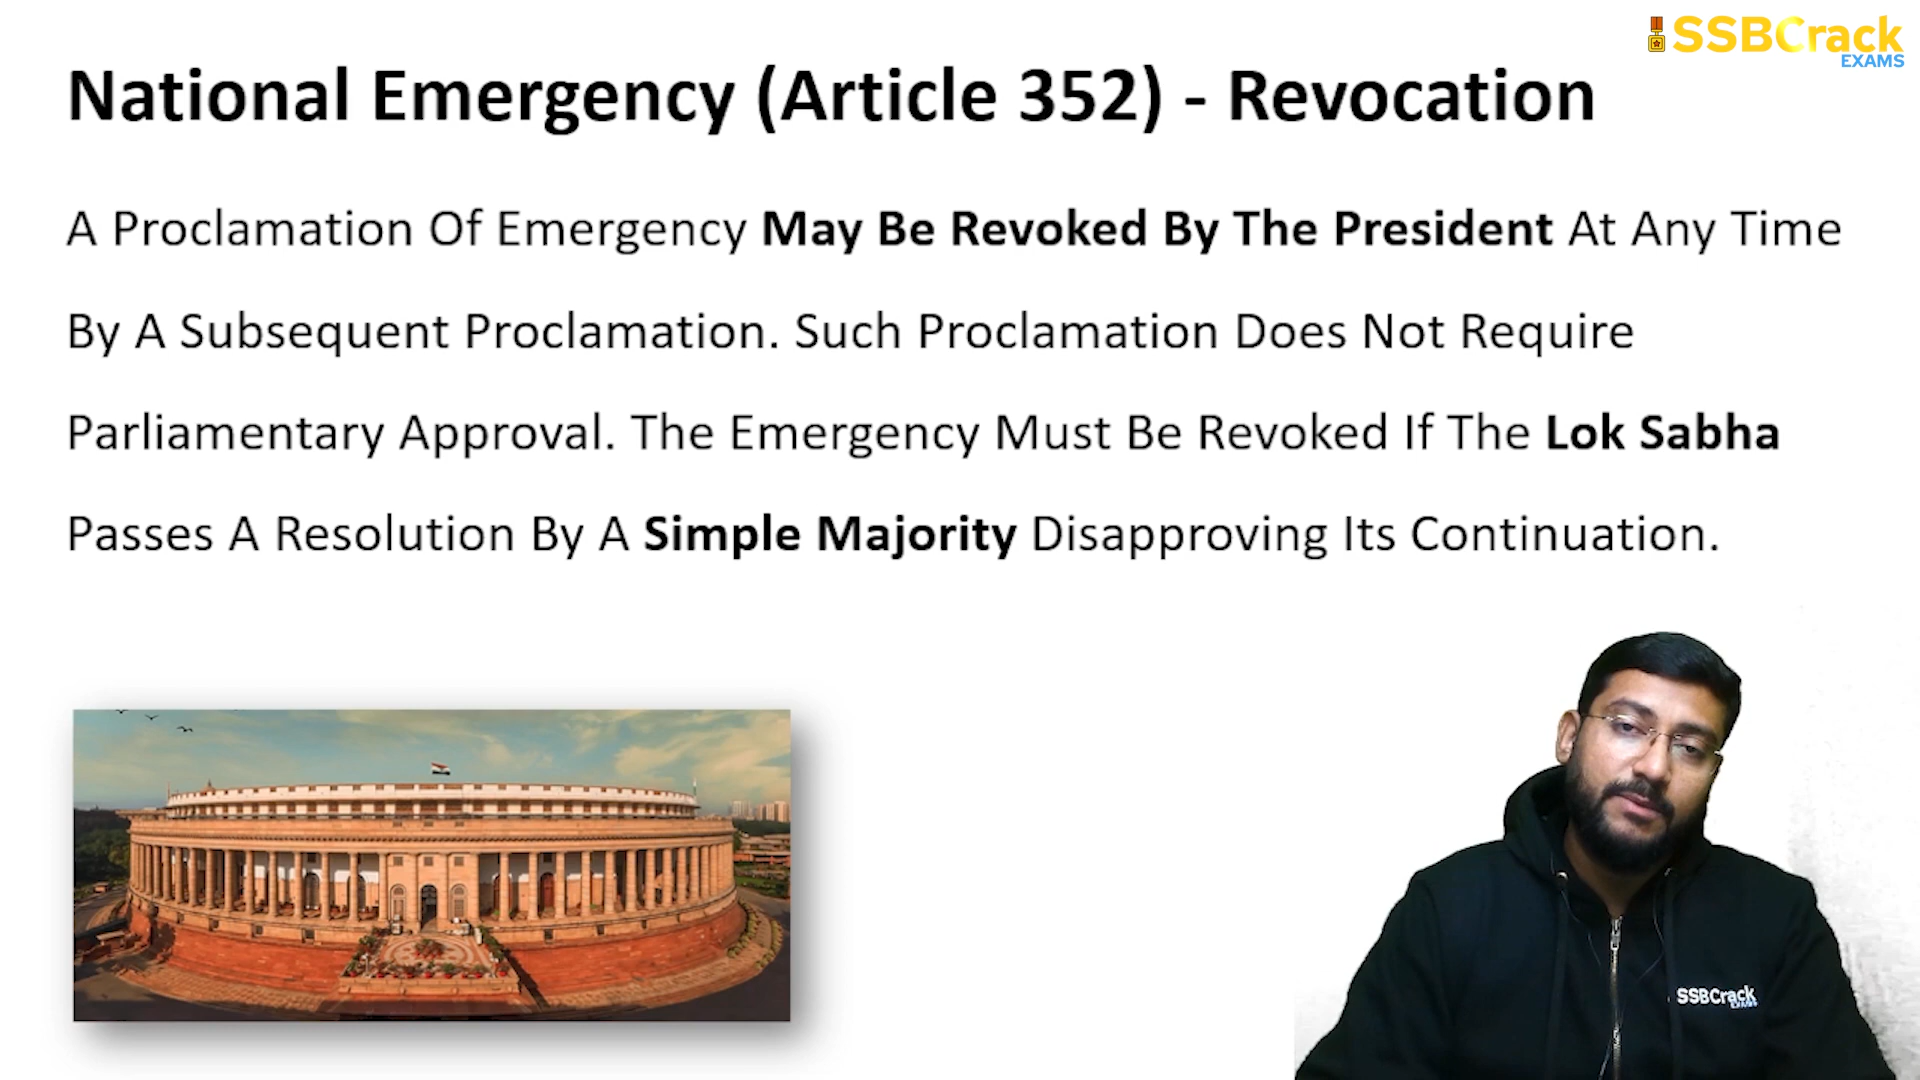 SSBCrack
EXAMS
National Emergency (Article 352) - Revocation
A Proclamation Of Emergency May Be Revoked By The President At Any Time
By A Subsequent Proclamation. Such Proclamation Does Not Require
Parliamentary Approval. The Emergency Must Be Revoked If The Lok Sabha
Passes A Resolution By A Simple Majority Disapproving Its Continuation.
SSBCrack
EXAMS